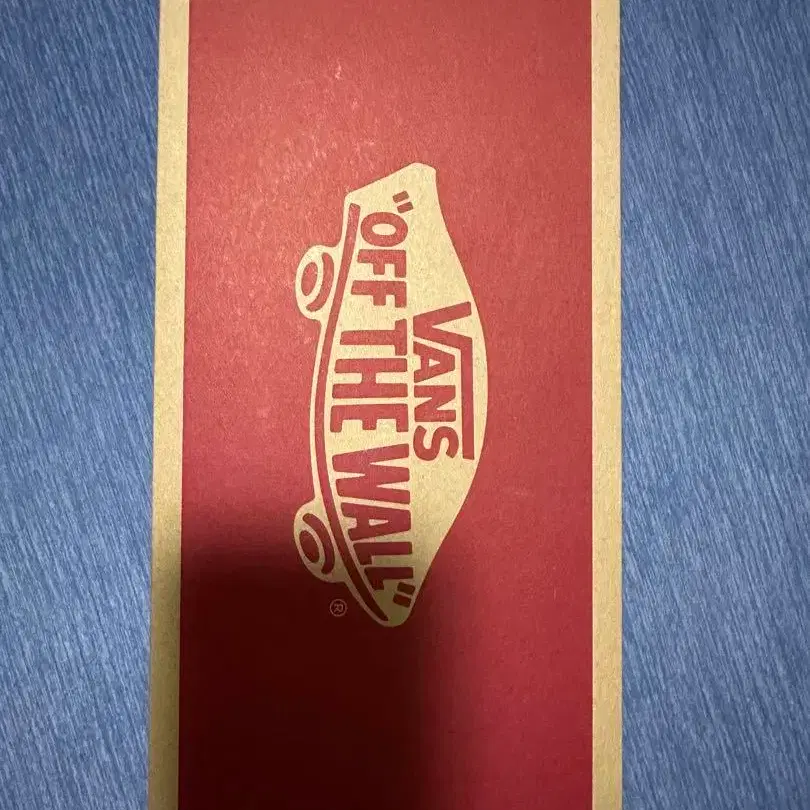 VANS
"OFF THE WALL"
®